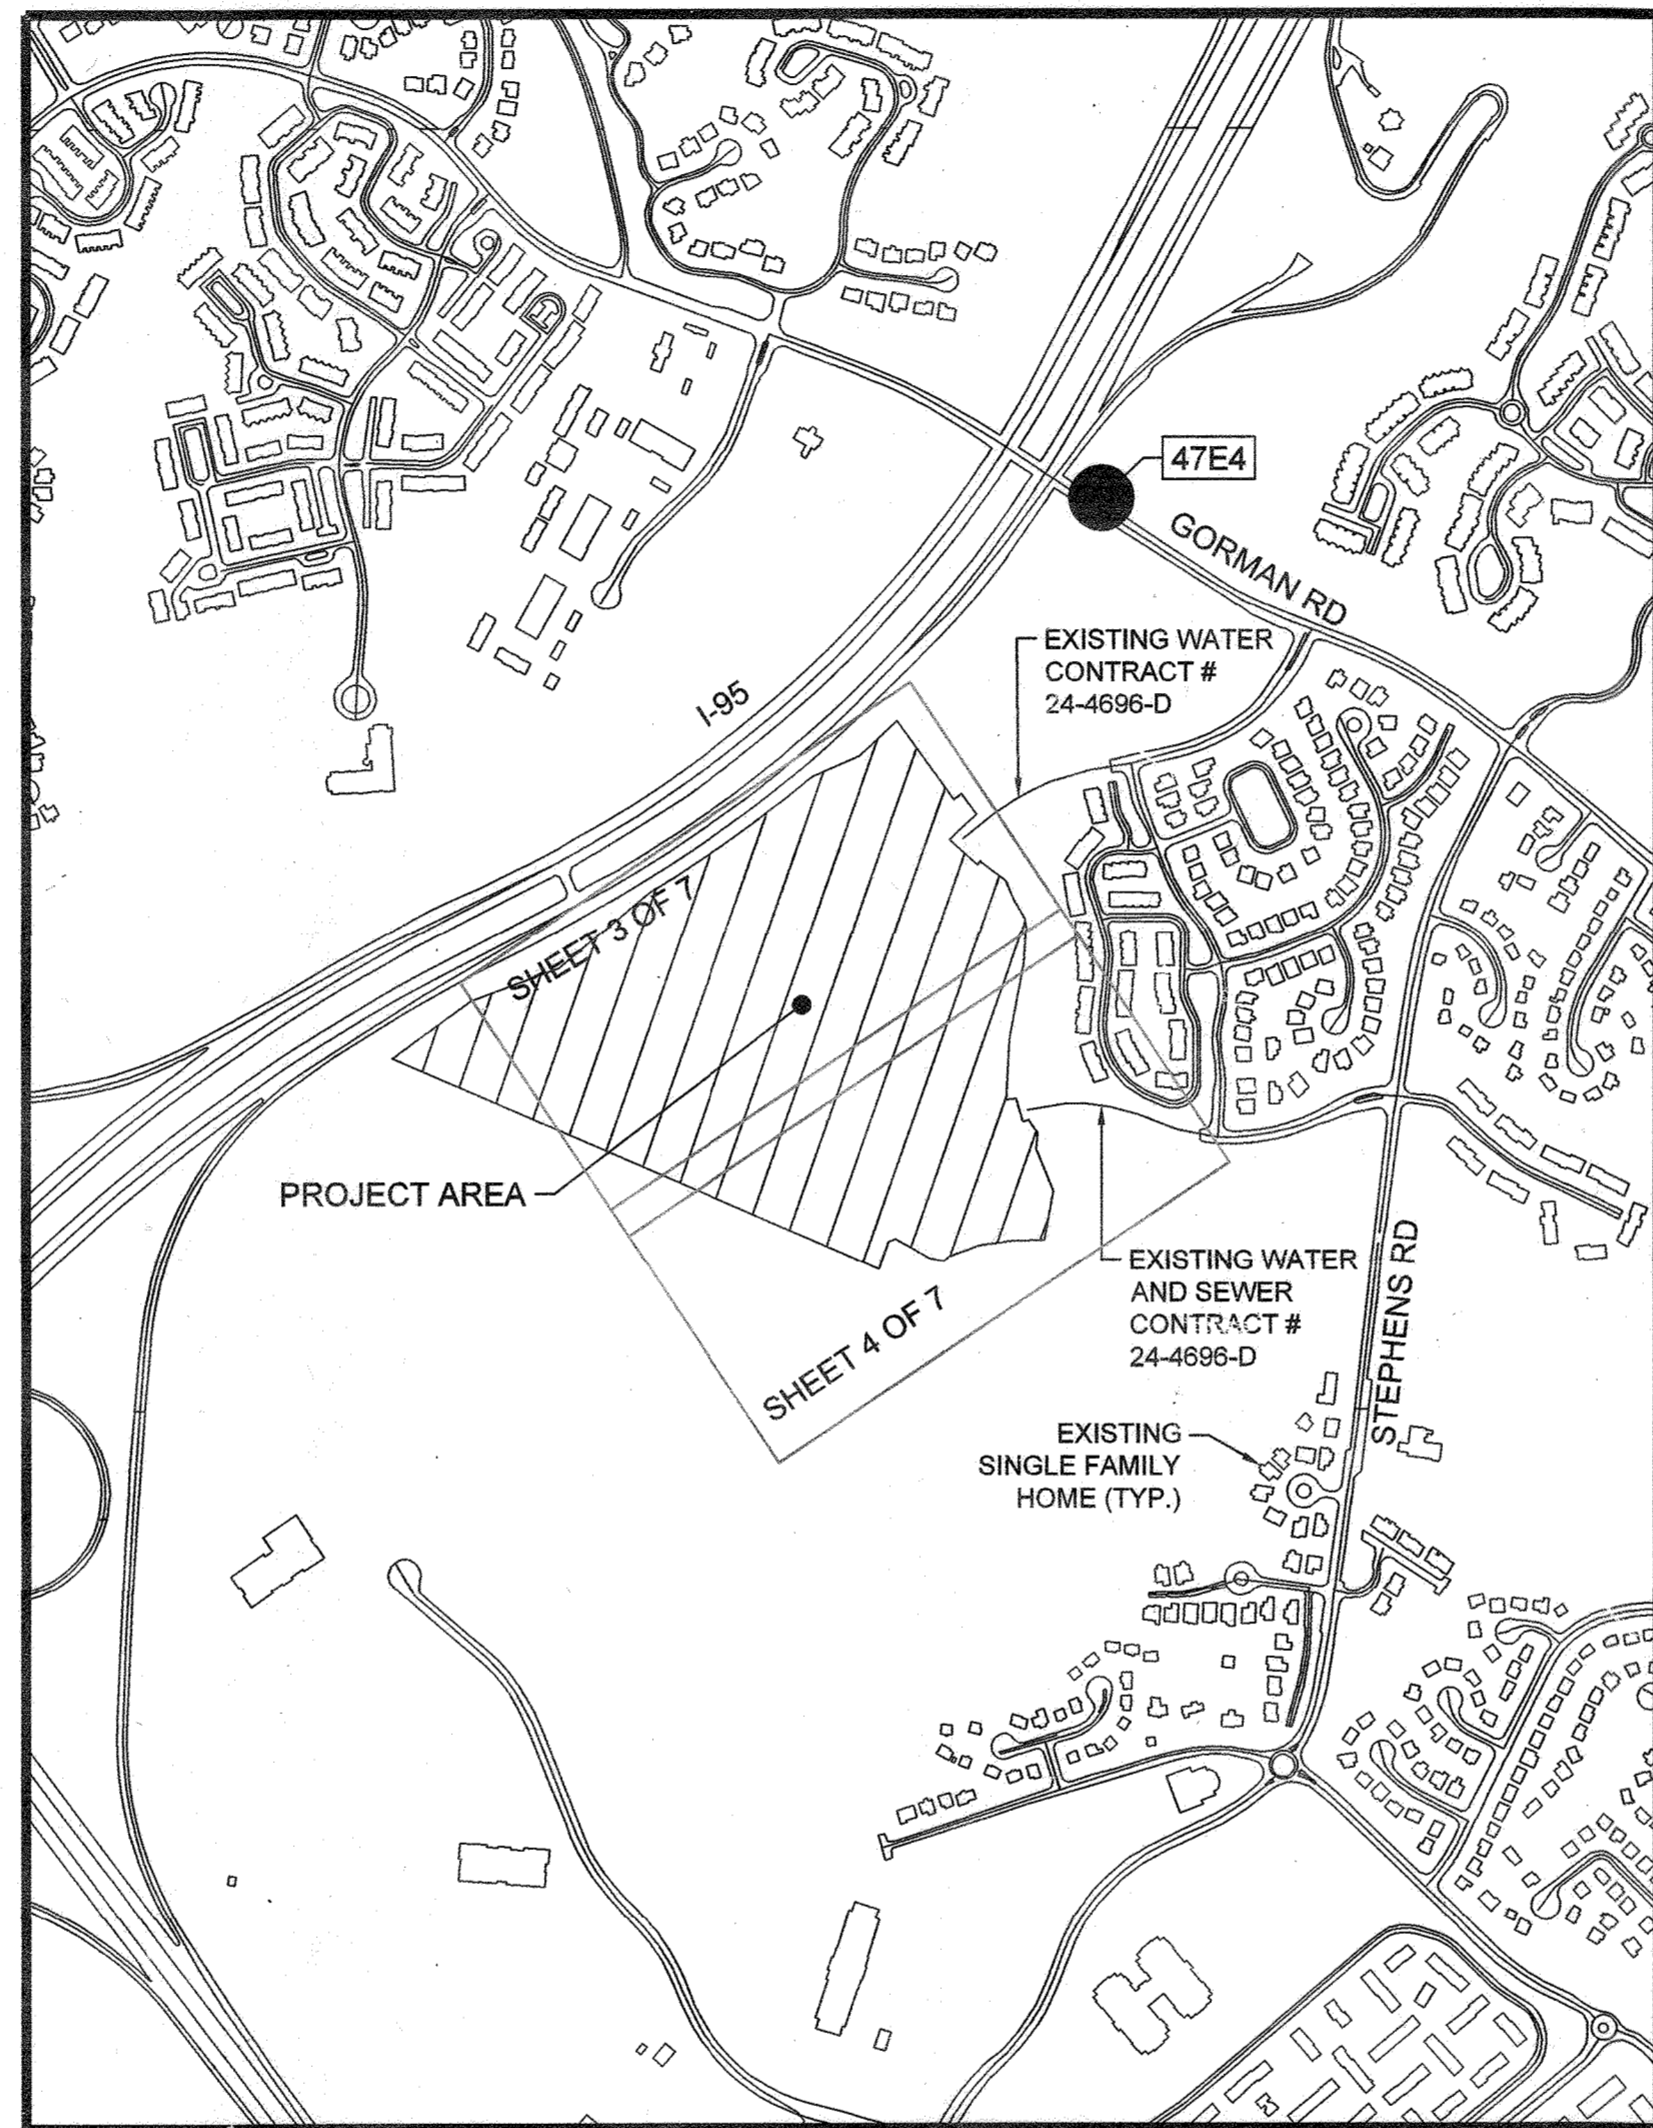 47E4
GORMAN RD
EXISTING WATER
CONTRACT #
24-4696-D
I-95
SHEET 3 OF 7
PROJECT AREA
EXISTING WATER
AND SEWER
CONTRACT #
24-4696-D
SHEET 4 OF 7
STEPHENS RD
EXISTING
SINGLE FAMILY
HOME (TYP.)